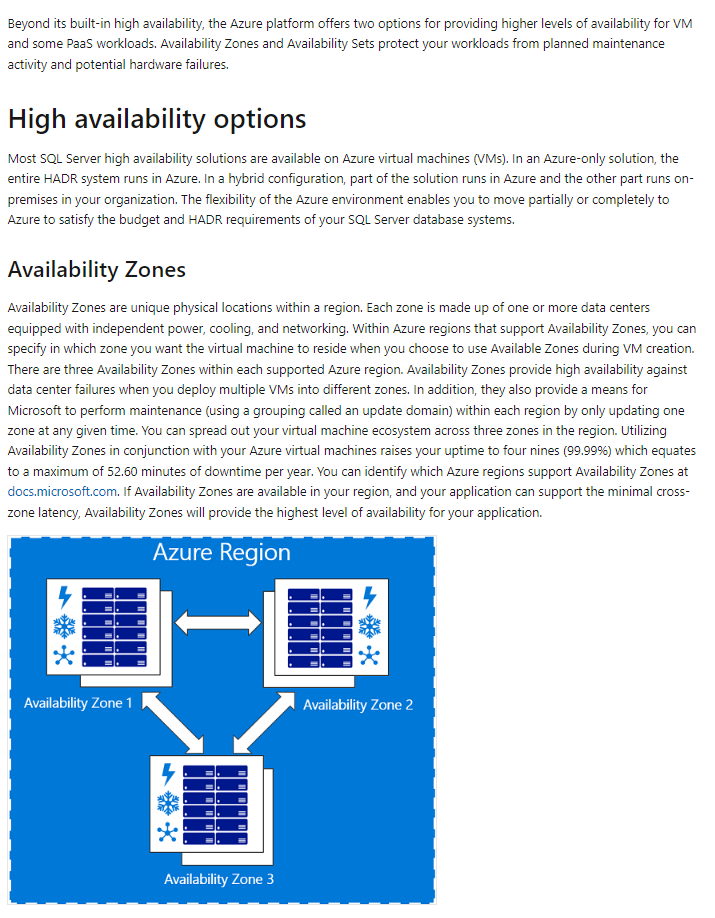 Beyond its built-in high availability, the Azure platform offers two options for providing higher levels of availability for VM
and some PaaS workloads. Availability Zones and Availability Sets protect your workloads from planned maintenance
activity and potential hardware failures.
High availability options
Most SQL Server high availability solutions are available on Azure virtual machines (VMs). In an Azure-only solution, the
entire HADR system runs in Azure. In a hybrid configuration, part of the solution runs in Azure and the other part runs on-
premises in your organization. The flexibility of the Azure environment enables you to move partially or completely to
Azure to satisfy the budget and HADR requirements of your SQL Server database systems.
Availability Zones
Availability Zones are unique physical locations within a region. Each zone is made up of one or more data centers
equipped with independent power, cooling, and networking. Within Azure regions that support Availability Zones, you can
specify in which zone you want the virtual machine to reside when you choose to use Available Zones during VM creation.
There are three Availability Zones within each supported Azure region. Availability Zones provide high availability against
data center failures when you deploy multiple VMs into different zones. In addition, they also provide a means for
Microsoft to perform maintenance (using a grouping called an update domain) within each region by only updating one
zone at any given time. You can spread out your virtual machine ecosystem across three zones in the region. Utilizing
Availability Zones in conjunction with your Azure virtual machines raises your uptime to four nines (99.99%) which equates
to a maximum of 52.60 minutes of downtime per year. You can identify which Azure regions support Availability Zones at
docs.microsoft.com. If Availability Zones are available in your region, and your application can support the minimal cross-
zone latency, Availability Zones will provide the highest level of availability for your application.
Azure Region
Availability Zone 1
Availability Zone 2
Availability Zone 3